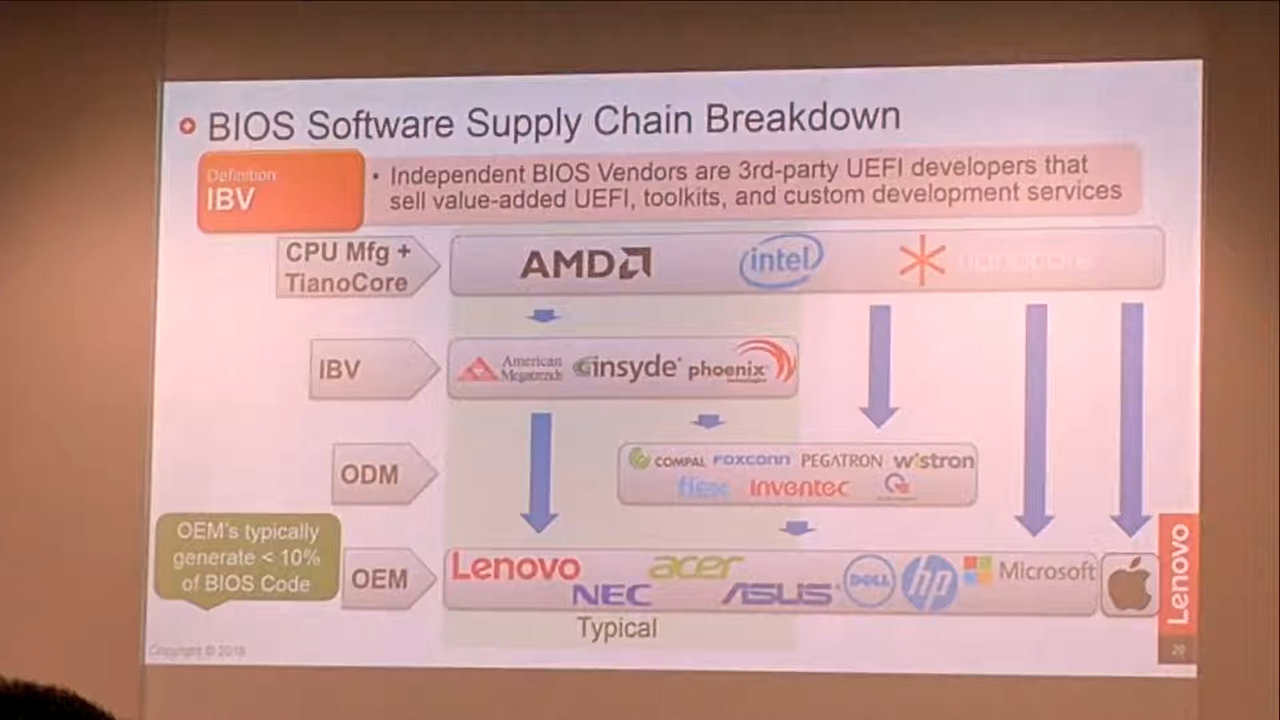 BIOS Software Supply Chain Breakdown
Definition:
IBV
• Independent BIOS Vendors are 3rd-party UEFI developers that
sell value-added UEFI, toolkits, and custom development services
CPU Mfg +
TianoCore
AMD intel tianocore
IBV
American
Megatrends
insyde phoenix
technologies
ODM
COMPAL FOXCONN PEGATRON wistron
flex inventec
OEM's typically
generate < 10%
of BIOS Code
OEM
Lenovo acer
NEC ASUS DELL hp Microsoft
Typical
Lenovo
Copyright © 2018
20